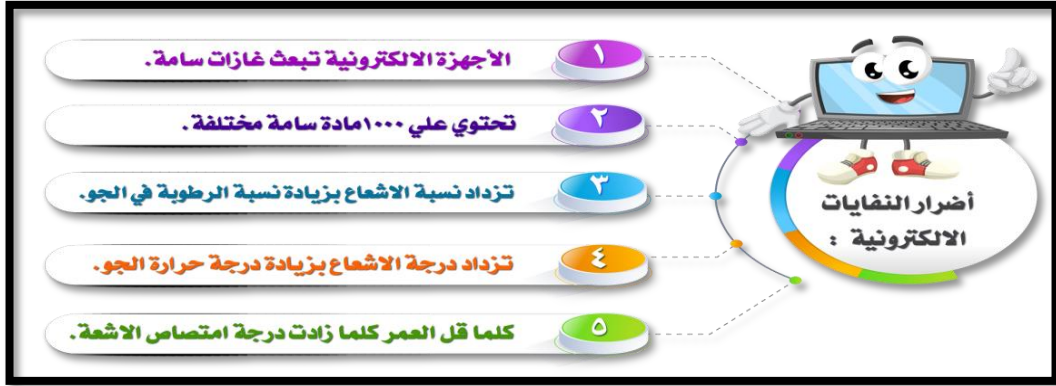 أضرار النفايات
الالكترونية :
١ الأجهزة الالكترونية تبعث غازات سامة.
٢ تحتوي علي ١٠٠٠ مادة سامة مختلفة.
٣ تزداد نسبة الاشعاع بزيادة نسبة الرطوبة في الجو.
٤ تزداد درجة الاشعاع بزيادة درجة حرارة الجو.
٥ كلما قل العمر كلما زادت درجة امتصاص الاشعة.